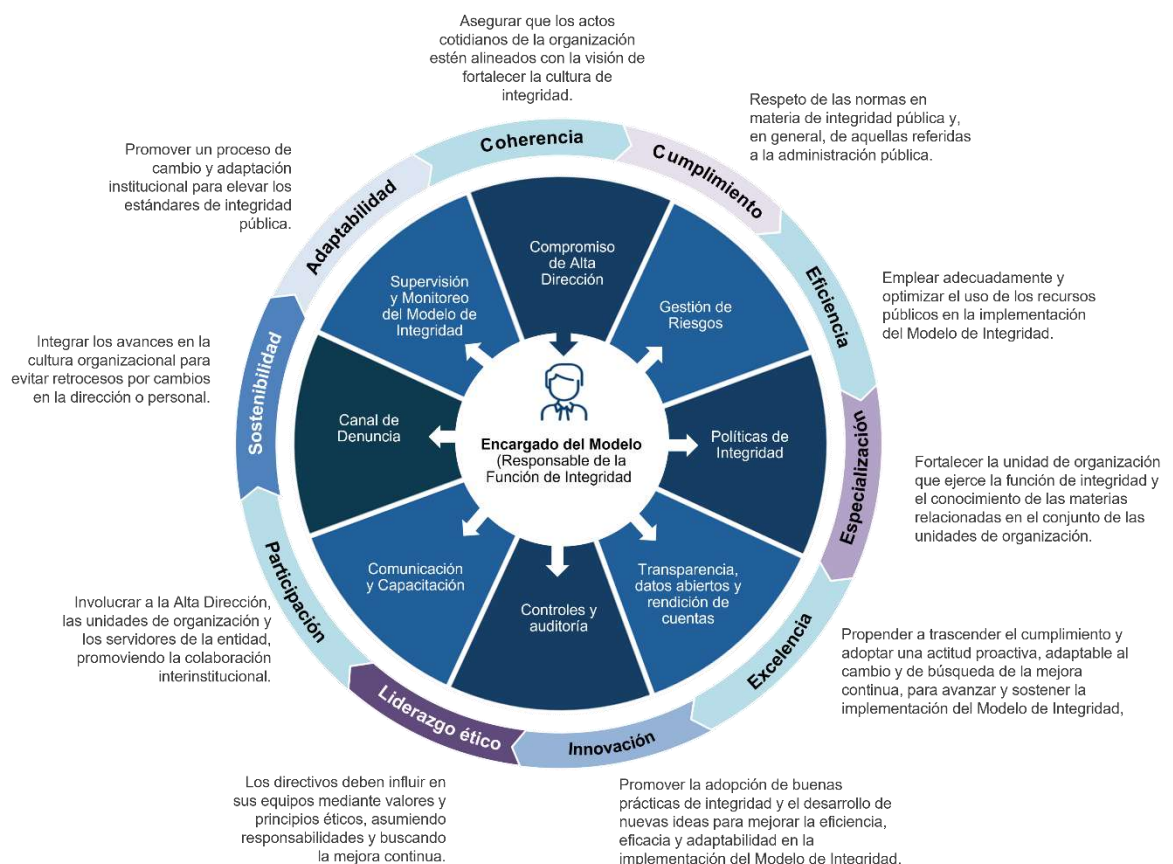 Asegurar que los actos
cotidianos de la organización
estén alineados con la visión de
fortalecer la cultura de
integridad.
Coherencia
Respeto de las normas en
materia de integridad pública y,
en general, de aquellas referidas
a la administración pública.
Cumplimiento
Emplear adecuadamente y
optimizar el uso de los recursos
públicos en la implementación
del Modelo de Integridad.
Eficiencia
Fortalecer la unidad de organización
que ejerce la función de integridad y
el conocimiento de las materias
relacionadas en el conjunto de las
unidades de organización.
Especialización
Propender a trascender el cumplimiento y
adoptar una actitud proactiva, adaptable al
cambio y de búsqueda de la mejora
continua, para avanzar y sostener la
implementación del Modelo de Integridad,
Excelencia
Promover la adopción de buenas
prácticas de integridad y el desarrollo de
nuevas ideas para mejorar la eficiencia,
eficacia y adaptabilidad en la
implementación del Modelo de Integridad.
Innovación
Los directivos deben influir en
sus equipos mediante valores y
principios éticos, asumiendo
responsabilidades y buscando
la mejora continua.
Liderazgo ético
Involucrar a la Alta Dirección,
las unidades de organización y
los servidores de la entidad,
promoviendo la colaboración
interinstitucional.
Participación
Integrar los avances en la
cultura organizacional para
evitar retrocesos por cambios
en la dirección o personal.
Sostenibilidad
Promover un proceso de
cambio y adaptación
institucional para elevar los
estándares de integridad
pública.
Adaptabilidad
Compromiso
de Alta
Dirección
Gestión de
Riesgos
Políticas de
Integridad
Transparencia,
datos abiertos y
rendición de
cuentas
Controles y
auditoría
Comunicación
y Capacitación
Canal de
Denuncia
Supervisión
y Monitoreo
del Modelo de
Integridad
Encargado del Modelo
(Responsable de la
Función de Integridad